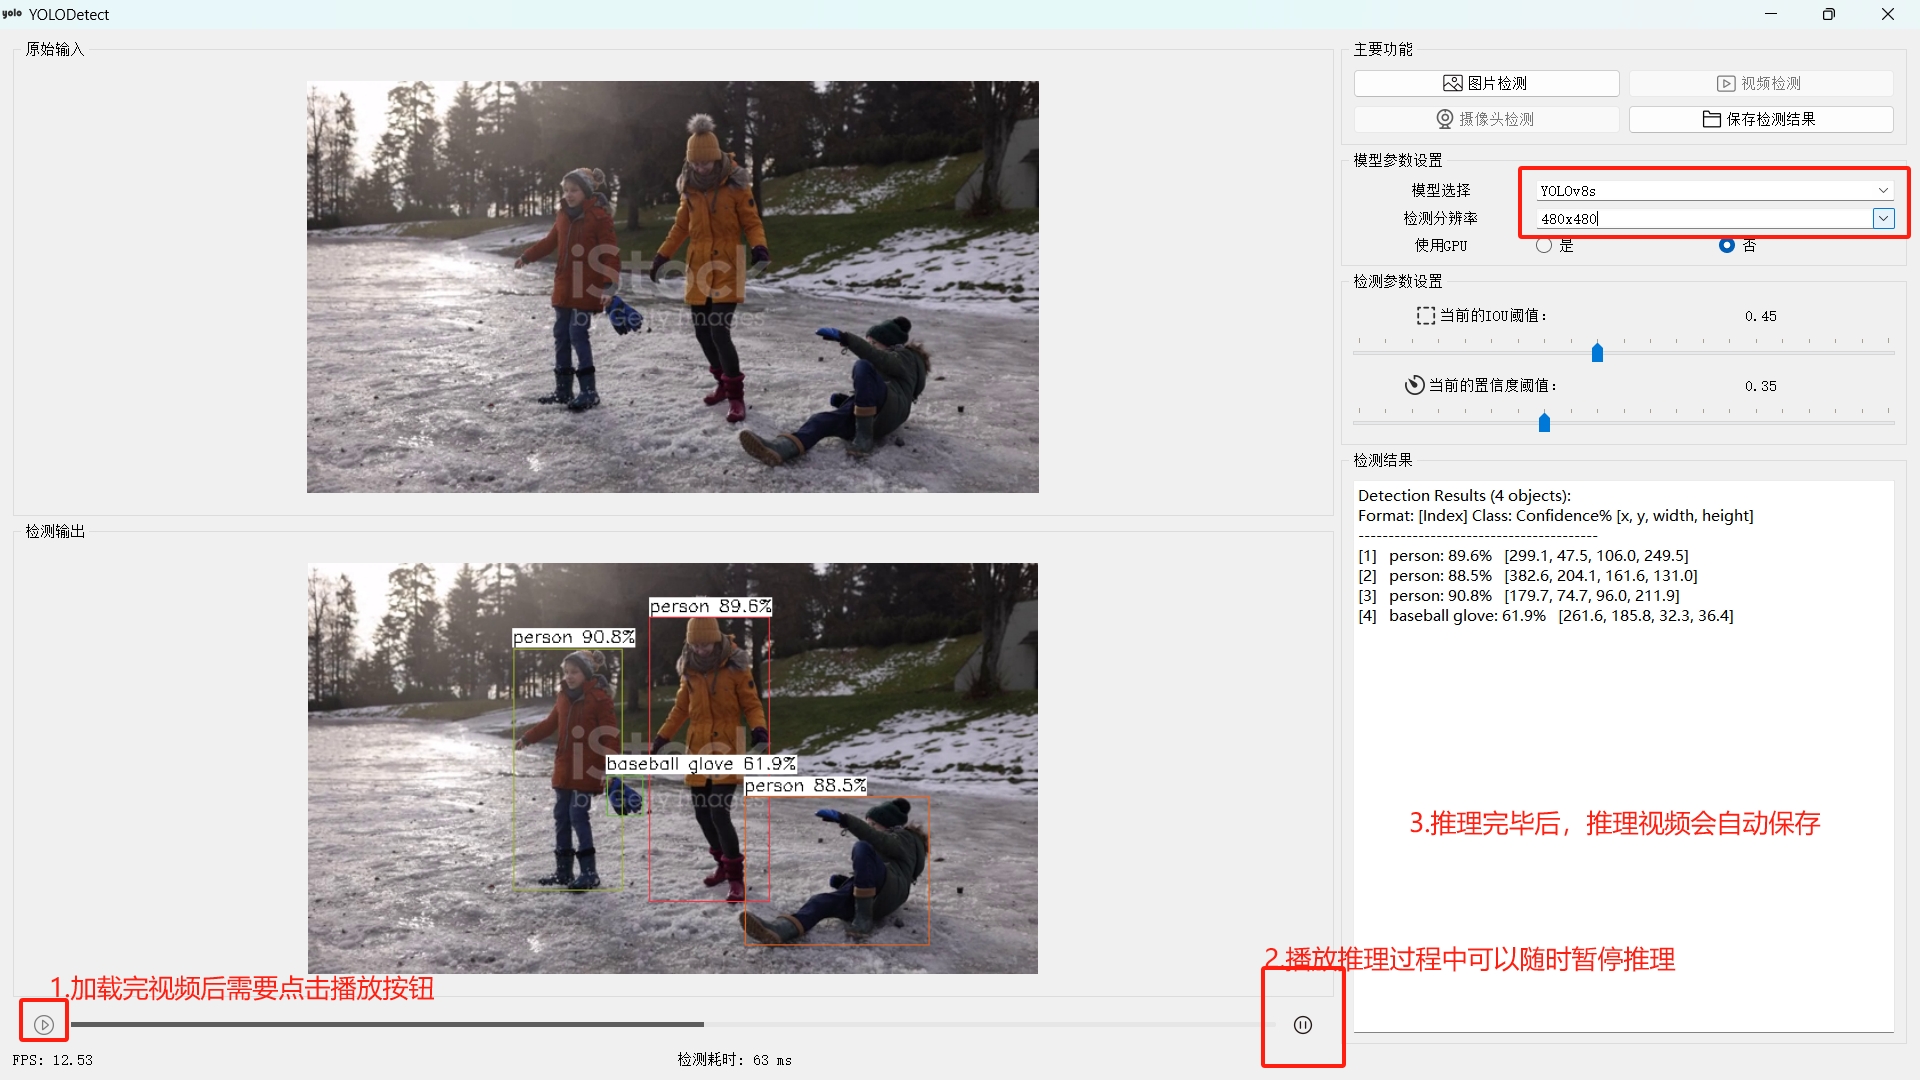 yolo YOLODetect
原始输入
iStock
by Getty Images
检测输出
person 89.6%
person 90.8%
iStock
baseball glove 61.9%
person 88.5%
by Getty Images
1.加载完视频后需要点击播放按钮
FPS: 12.53
检测耗时: 63 ms
主要功能
图片检测
视频检测
摄像头检测
保存检测结果
模型参数设置
模型选择 YOLOv8s
检测分辨率 480x480
使用GPU 是 否
检测参数设置
当前的IOU阈值: 0.45
当前的置信度阈值: 0.35
检测结果
Detection Results (4 objects):
Format: [Index] Class: Confidence% [x, y, width, height]
----------------------------------------
[1] person: 89.6% [299.1, 47.5, 106.0, 249.5]
[2] person: 88.5% [382.6, 204.1, 161.6, 131.0]
[3] person: 90.8% [179.7, 74.7, 96.0, 211.9]
[4] baseball glove: 61.9% [261.6, 185.8, 32.3, 36.4]
3.推理完毕后，推理视频会自动保存
2.播放推理过程中可以随时暂停推理